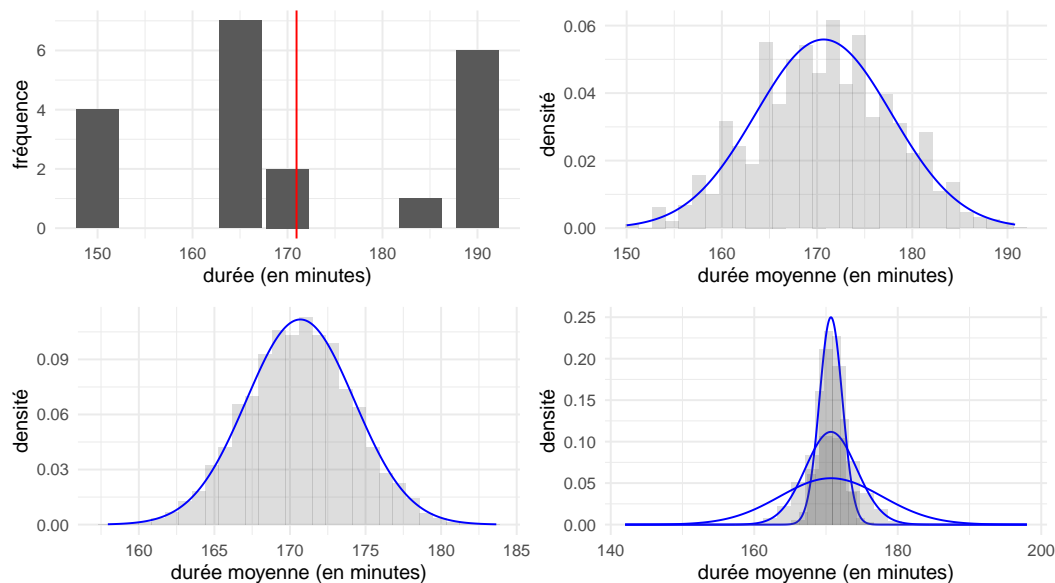 fréquence
6
4
2
0
150 160 170 180 190
durée (en minutes)
densité
0.06
0.04
0.02
0.00
150 160 170 180 190
durée moyenne (en minutes)
densité
0.09
0.06
0.03
0.00
160 165 170 175 180 185
durée moyenne (en minutes)
densité
0.25
0.20
0.15
0.10
0.05
0.00
140 160 180 200
durée moyenne (en minutes)